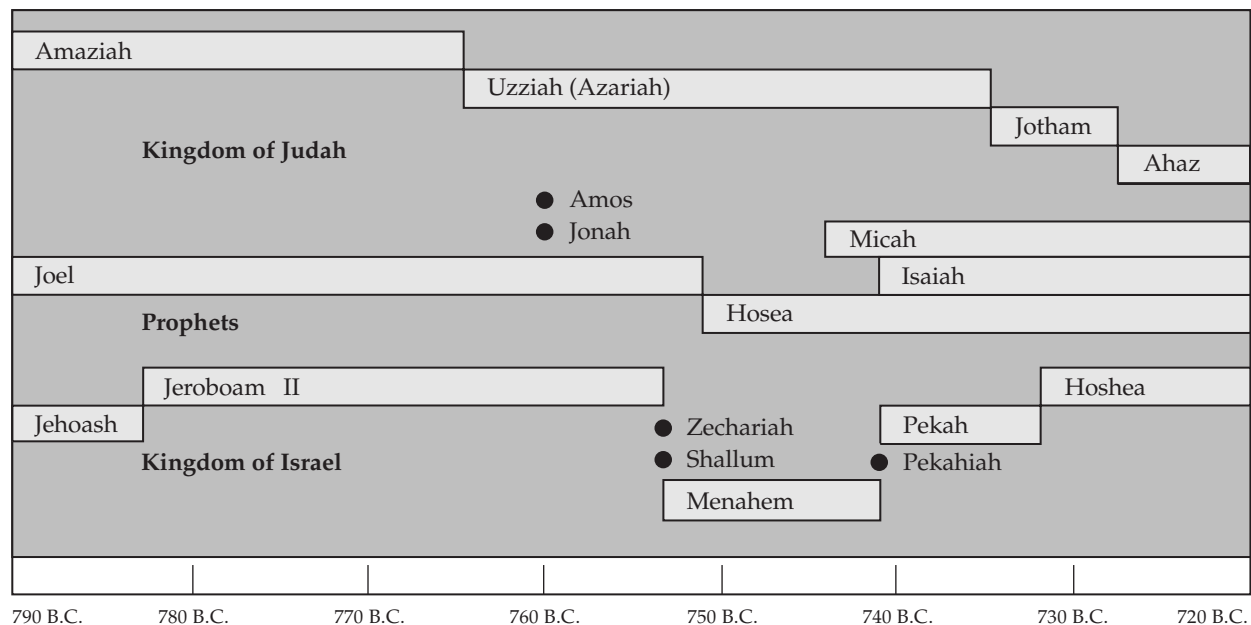 Amaziah
Uzziah (Azariah)
Jotham
Kingdom of Judah
Ahaz
Amos
Jonah
Micah
Joel
Isaiah
Hosea
Prophets
Jeroboam II
Hoshea
Jehoash
Zechariah
Pekah
Shallum
Pekahiah
Kingdom of Israel
Menahem
790 B.C. 780 B.C. 770 B.C. 760 B.C. 750 B.C. 740 B.C. 730 B.C. 720 B.C.